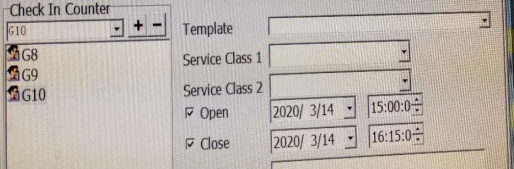 Check In Counter
G10
+ -
G8
G9
G10
Template
Service Class 1
Service Class 2
Open 2020/ 3/14 15:00:0
Close 2020/ 3/14 16:15:0